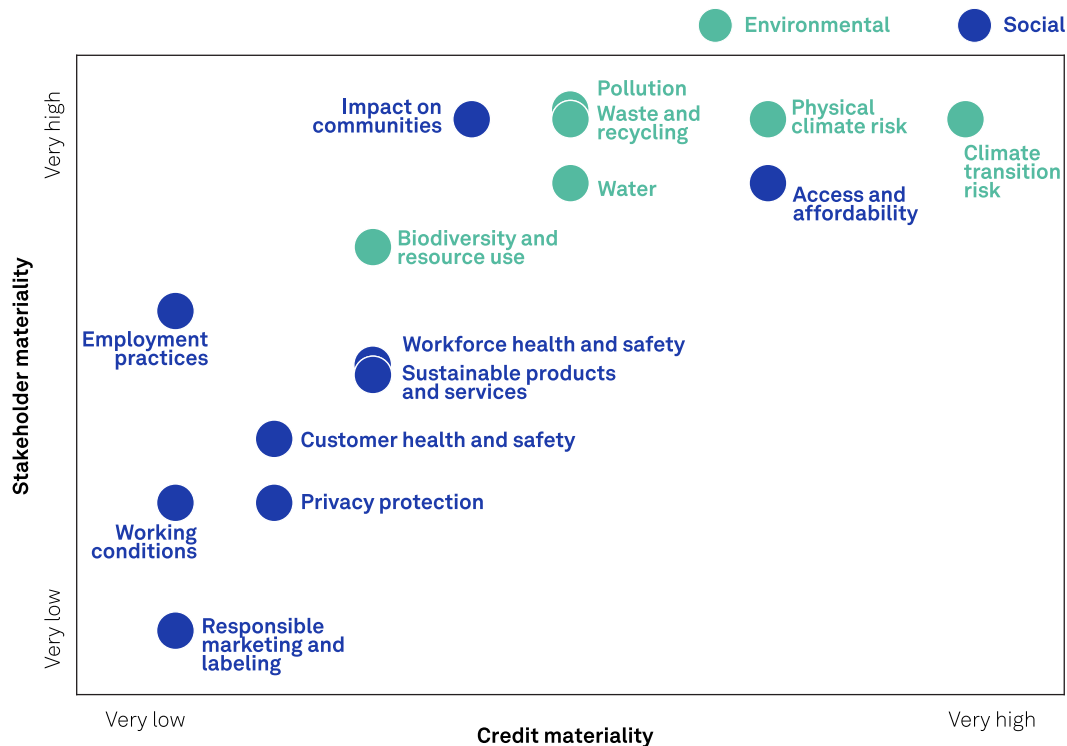 Environmental
Social
Very high
Stakeholder materiality
Very low
Impact on
communities
Pollution
Waste and
recycling
Physical
climate risk
Climate
transition
risk
Water
Access and
affordability
Biodiversity and
resource use
Employment
practices
Workforce health and safety
Sustainable products
and services
Customer health and safety
Privacy protection
Working
conditions
Responsible
marketing and
labeling
Very low
Credit materiality
Very high